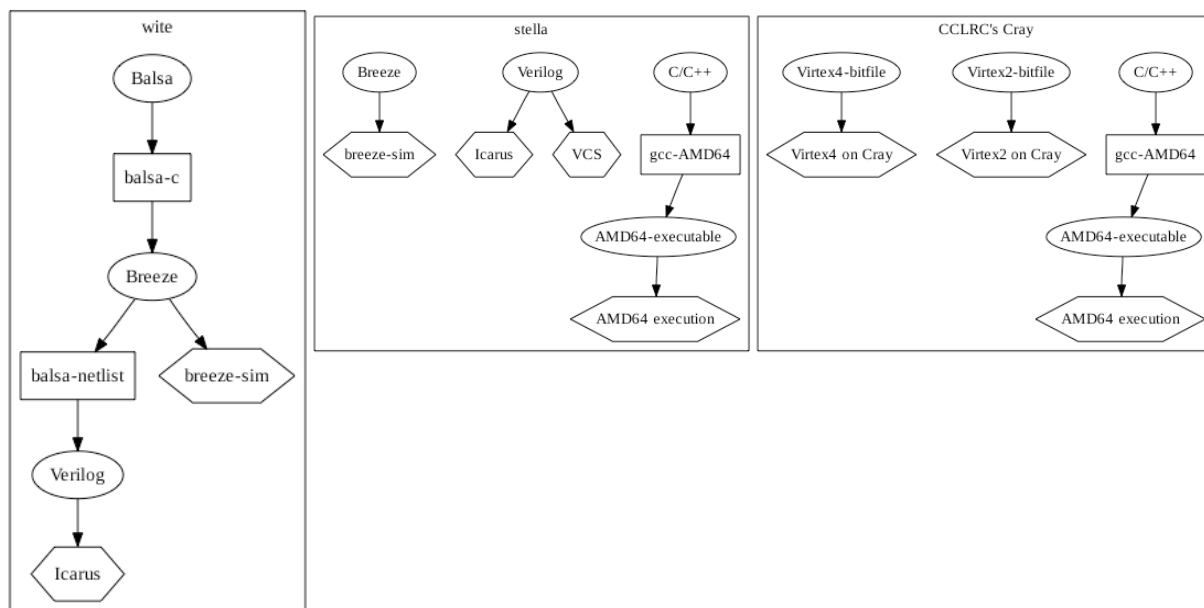 wite
Balsa
balsa-c
Breeze
balsa-netlist
breeze-sim
Verilog
Icarus
stella
Breeze
Verilog
C/C++
breeze-sim
Icarus
VCS
gcc-AMD64
AMD64-executable
AMD64 execution
CCLRC's Cray
Virtex4-bitfile
Virtex2-bitfile
C/C++
Virtex4 on Cray
Virtex2 on Cray
gcc-AMD64
AMD64-executable
AMD64 execution